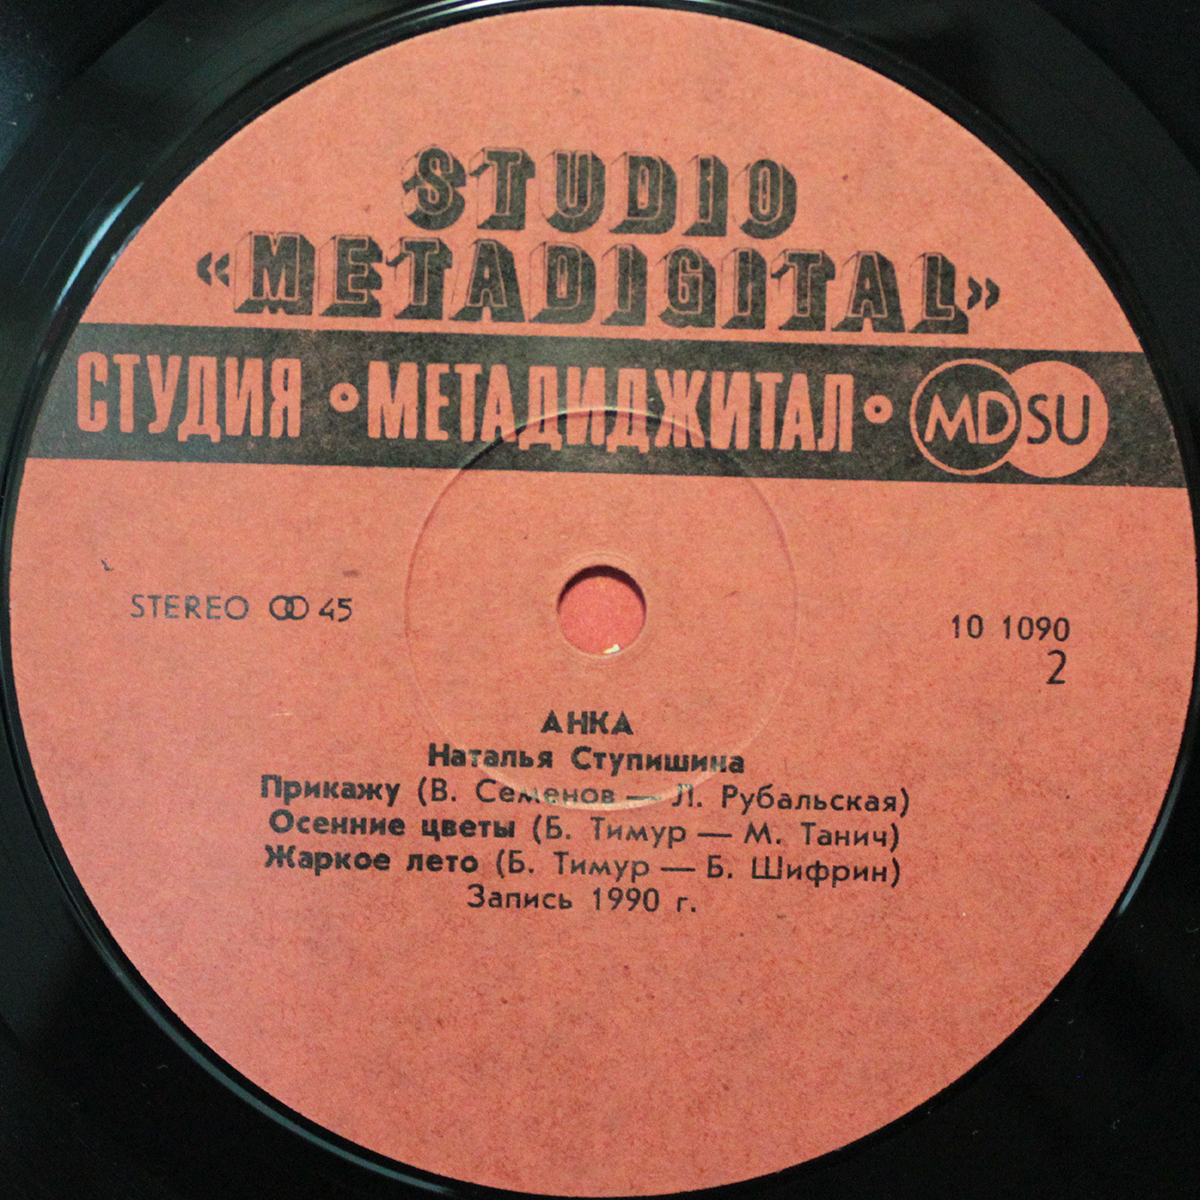 STUDIO
«METADIGITAL»
СТУДИЯ • МЕТАДИДЖИТАЛ • MDSU
STEREO ꝏ 45
10 1090
2
АНКА
Наталья Ступишина
Прикажу (В. Семенов — Л. Рубальская)
Осенние цветы (Б. Тимур — М. Танич)
Жаркое лето (Б. Тимур — Б. Шифрин)
Запись 1990 г.